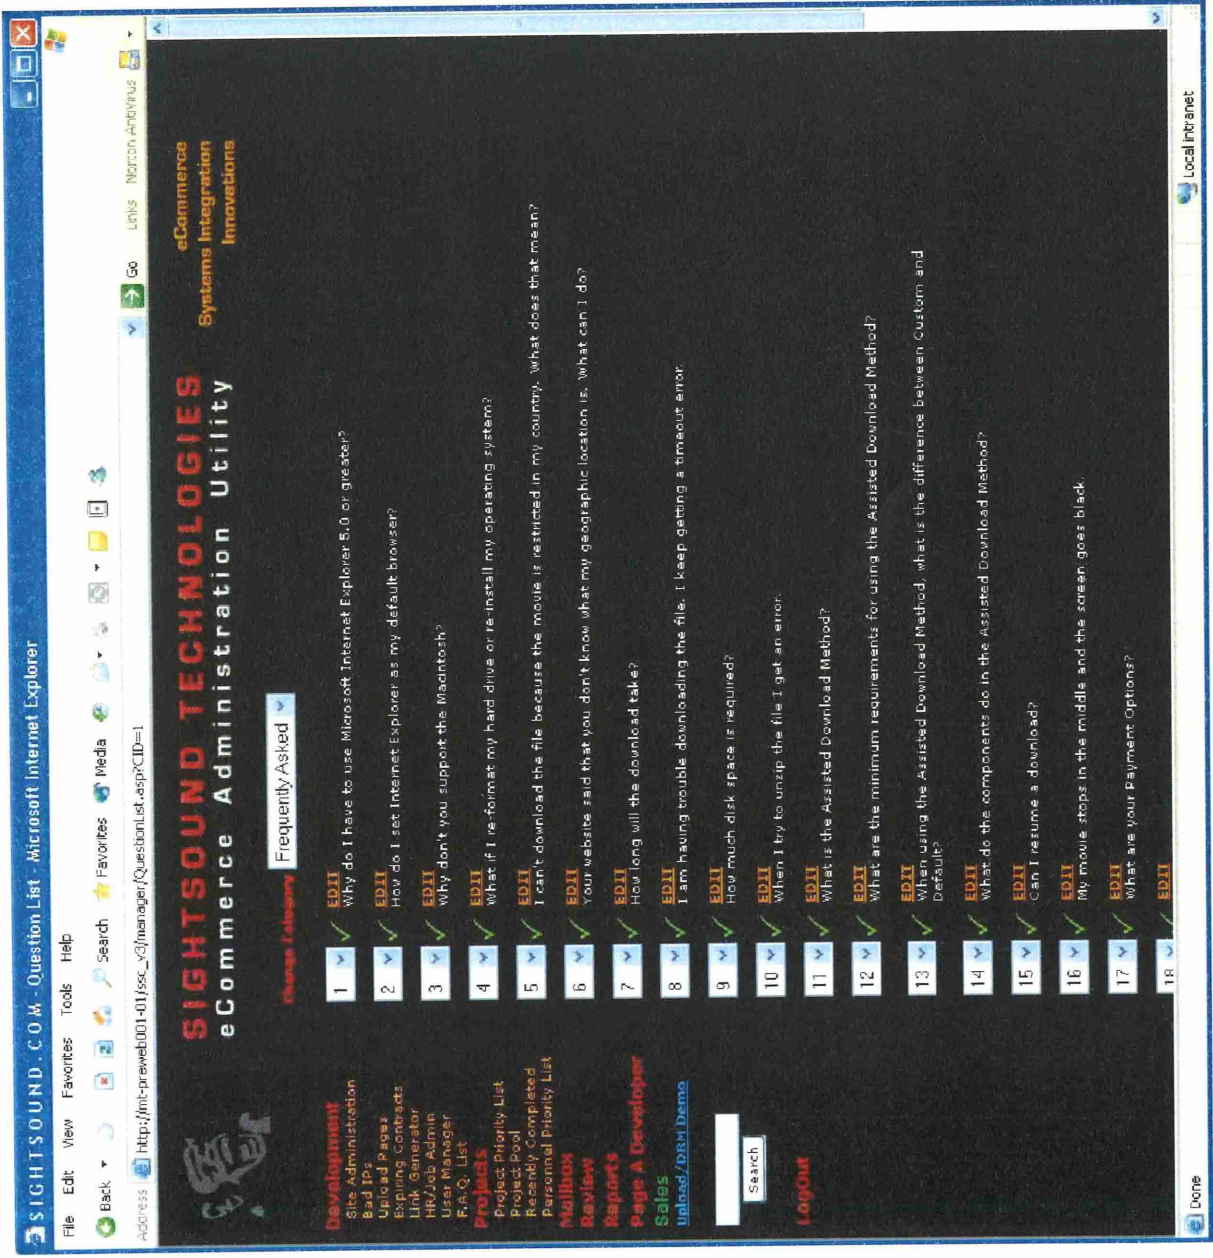 SIGHTSOUND.COM - Question List - Microsoft Internet Explorer
File Edit View Favorites Tools Help
Back Search Favorites Media
Address http://mt-preweb001-01/ssc_v3/manager/QuestionList.asp?CID=1 Go Links Norton AntiVirus
SIGHTSOUND TECHNOLOGIES
eCommerce Administration Utility
eCommerce
Systems Integration
Innovations
Development
Site Administration
Bad IPs
Upload Pages
Expiring Contracts
Link Generator
HR/Job Admin
User Manager
F.A.Q. List
Projects
Project Priority List
Project Pool
Recently Completed
Personnel Priority List
Mailbox
Review
Reports
Page A Developer
Sales
Upload/DRM Demo
Search
Logout
Change Category Frequently Asked
1 EDIT
Why do I have to use Microsoft Internet Explorer 5.0 or greater?
2 EDIT
How do I set Internet Explorer as my default browser?
3 EDIT
Why don't you support the Macintosh?
4 EDIT
What if I re-format my hard drive or re-install my operating system?
5 EDIT
I can't download the file because the movie is restricted in my country. What does that mean?
6 EDIT
Your website said that you don't know what my geographic location is. What can I do?
7 EDIT
How long will the download take?
8 EDIT
I am having trouble downloading the file. I keep getting a timeout error.
9 EDIT
How much disk space is required?
10 EDIT
When I try to unzip the file I get an error.
11 EDIT
What is the Assisted Download Method?
12 EDIT
What are the minimum requirements for using the Assisted Download Method?
13 EDIT
When using the Assisted Download Method, what is the difference between Custom and
Default?
14 EDIT
What do the components do in the Assisted Download Method?
15 EDIT
Can I resume a download?
16 EDIT
My movie stops in the middle and the screen goes black.
17 EDIT
What are your Payment Options?
18 EDIT
Done Local intranet